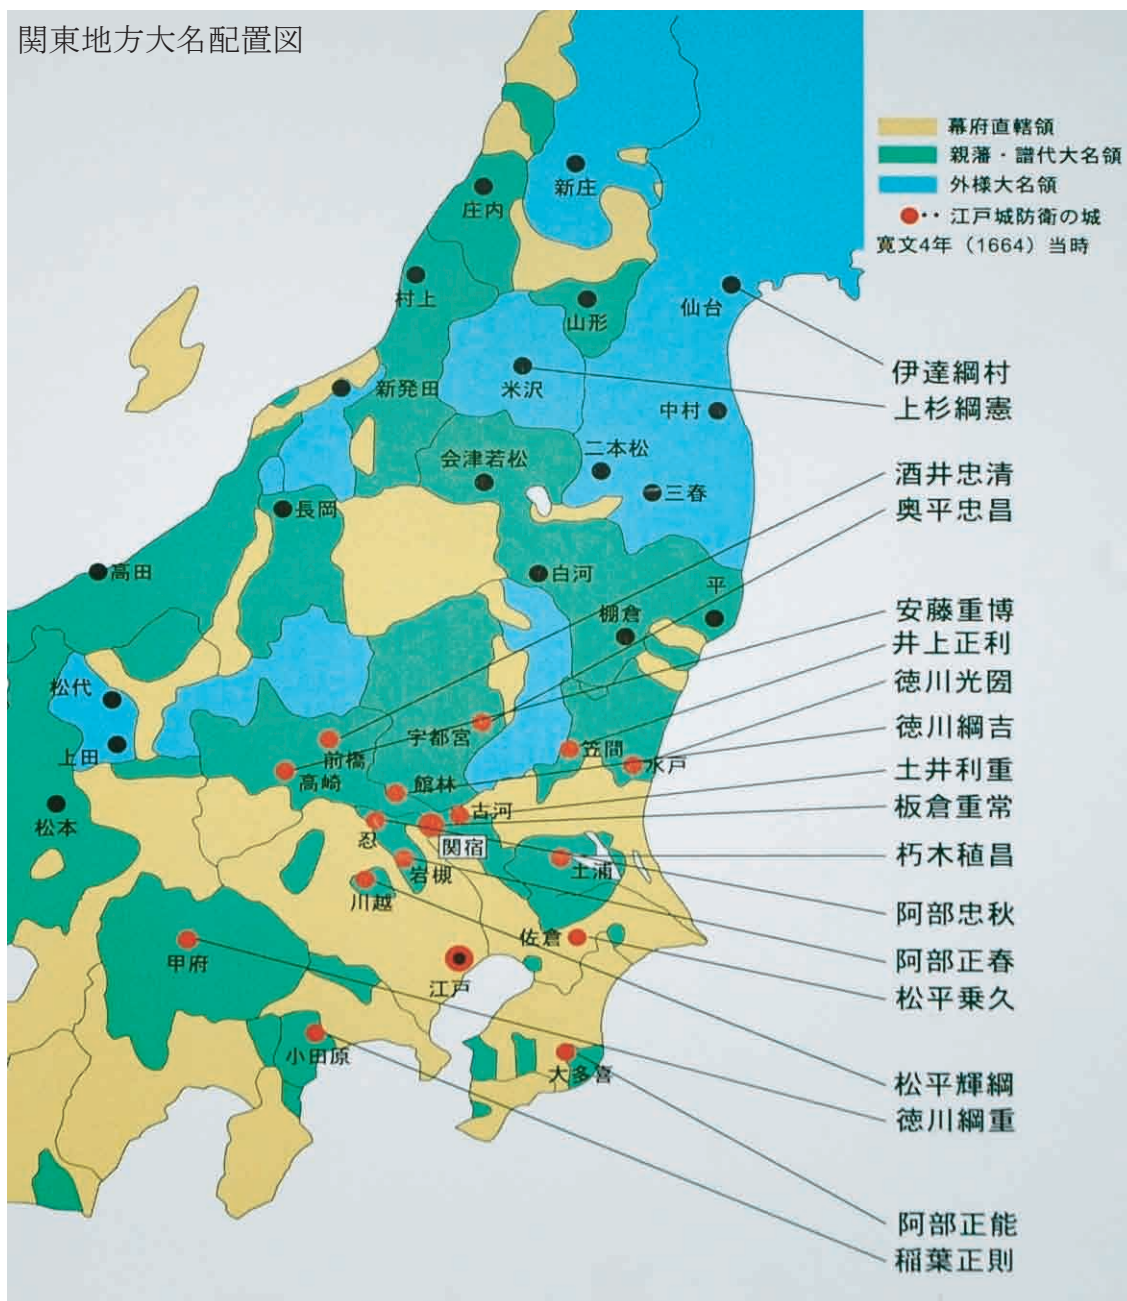 関東地方大名配置図
幕府直轄領
親藩・譜代大名領
外様大名領
江戸城防衛の城
寛文4年（1664）当時
新庄
庄内
村上
山形
仙台
新発田
米沢
中村
二本松
会津若松
三春
長岡
高田
白河
平
棚倉
松代
上田
松本
前橋
高崎
宇都宮
笠間
水戸
館林
古河
忍
関宿
岩槻
土浦
川越
佐倉
甲府
江戸
小田原
大多喜
伊達綱村
上杉綱憲
酒井忠清
奥平忠昌
安藤重博
井上正利
徳川光圀
徳川綱吉
土井利重
板倉重常
朽木稙昌
阿部忠秋
阿部正春
松平乗久
松平輝綱
徳川綱重
阿部正能
稲葉正則